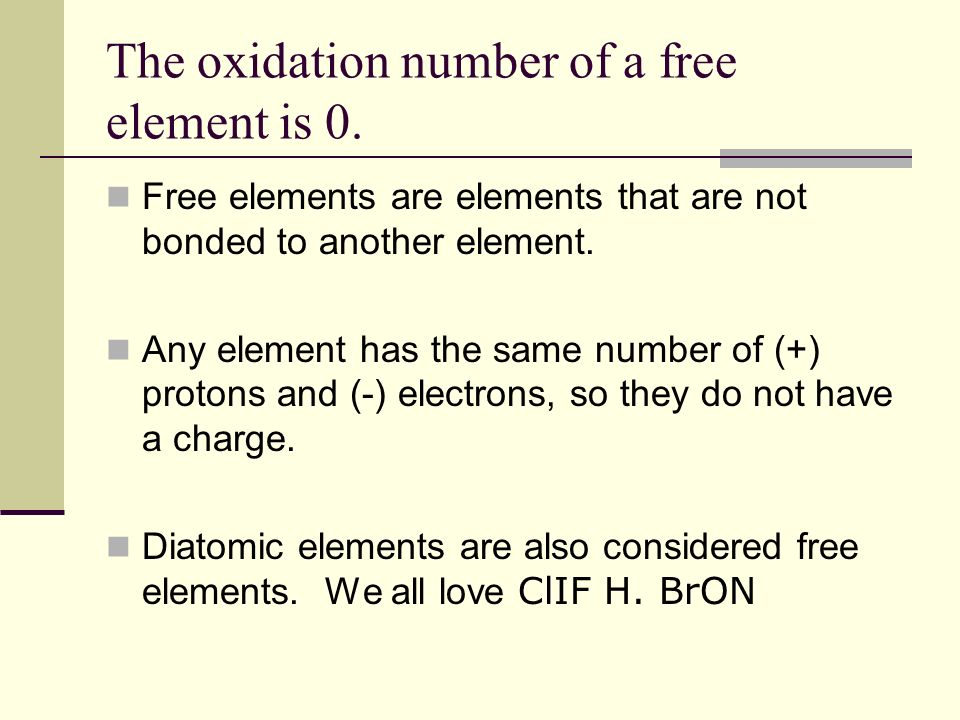 The oxidation number of a free
element is 0.
Free elements are elements that are not
bonded to another element.
Any element has the same number of (+)
protons and (-) electrons, so they do not have
a charge.
Diatomic elements are also considered free
elements. We all love ClIF H. BrON